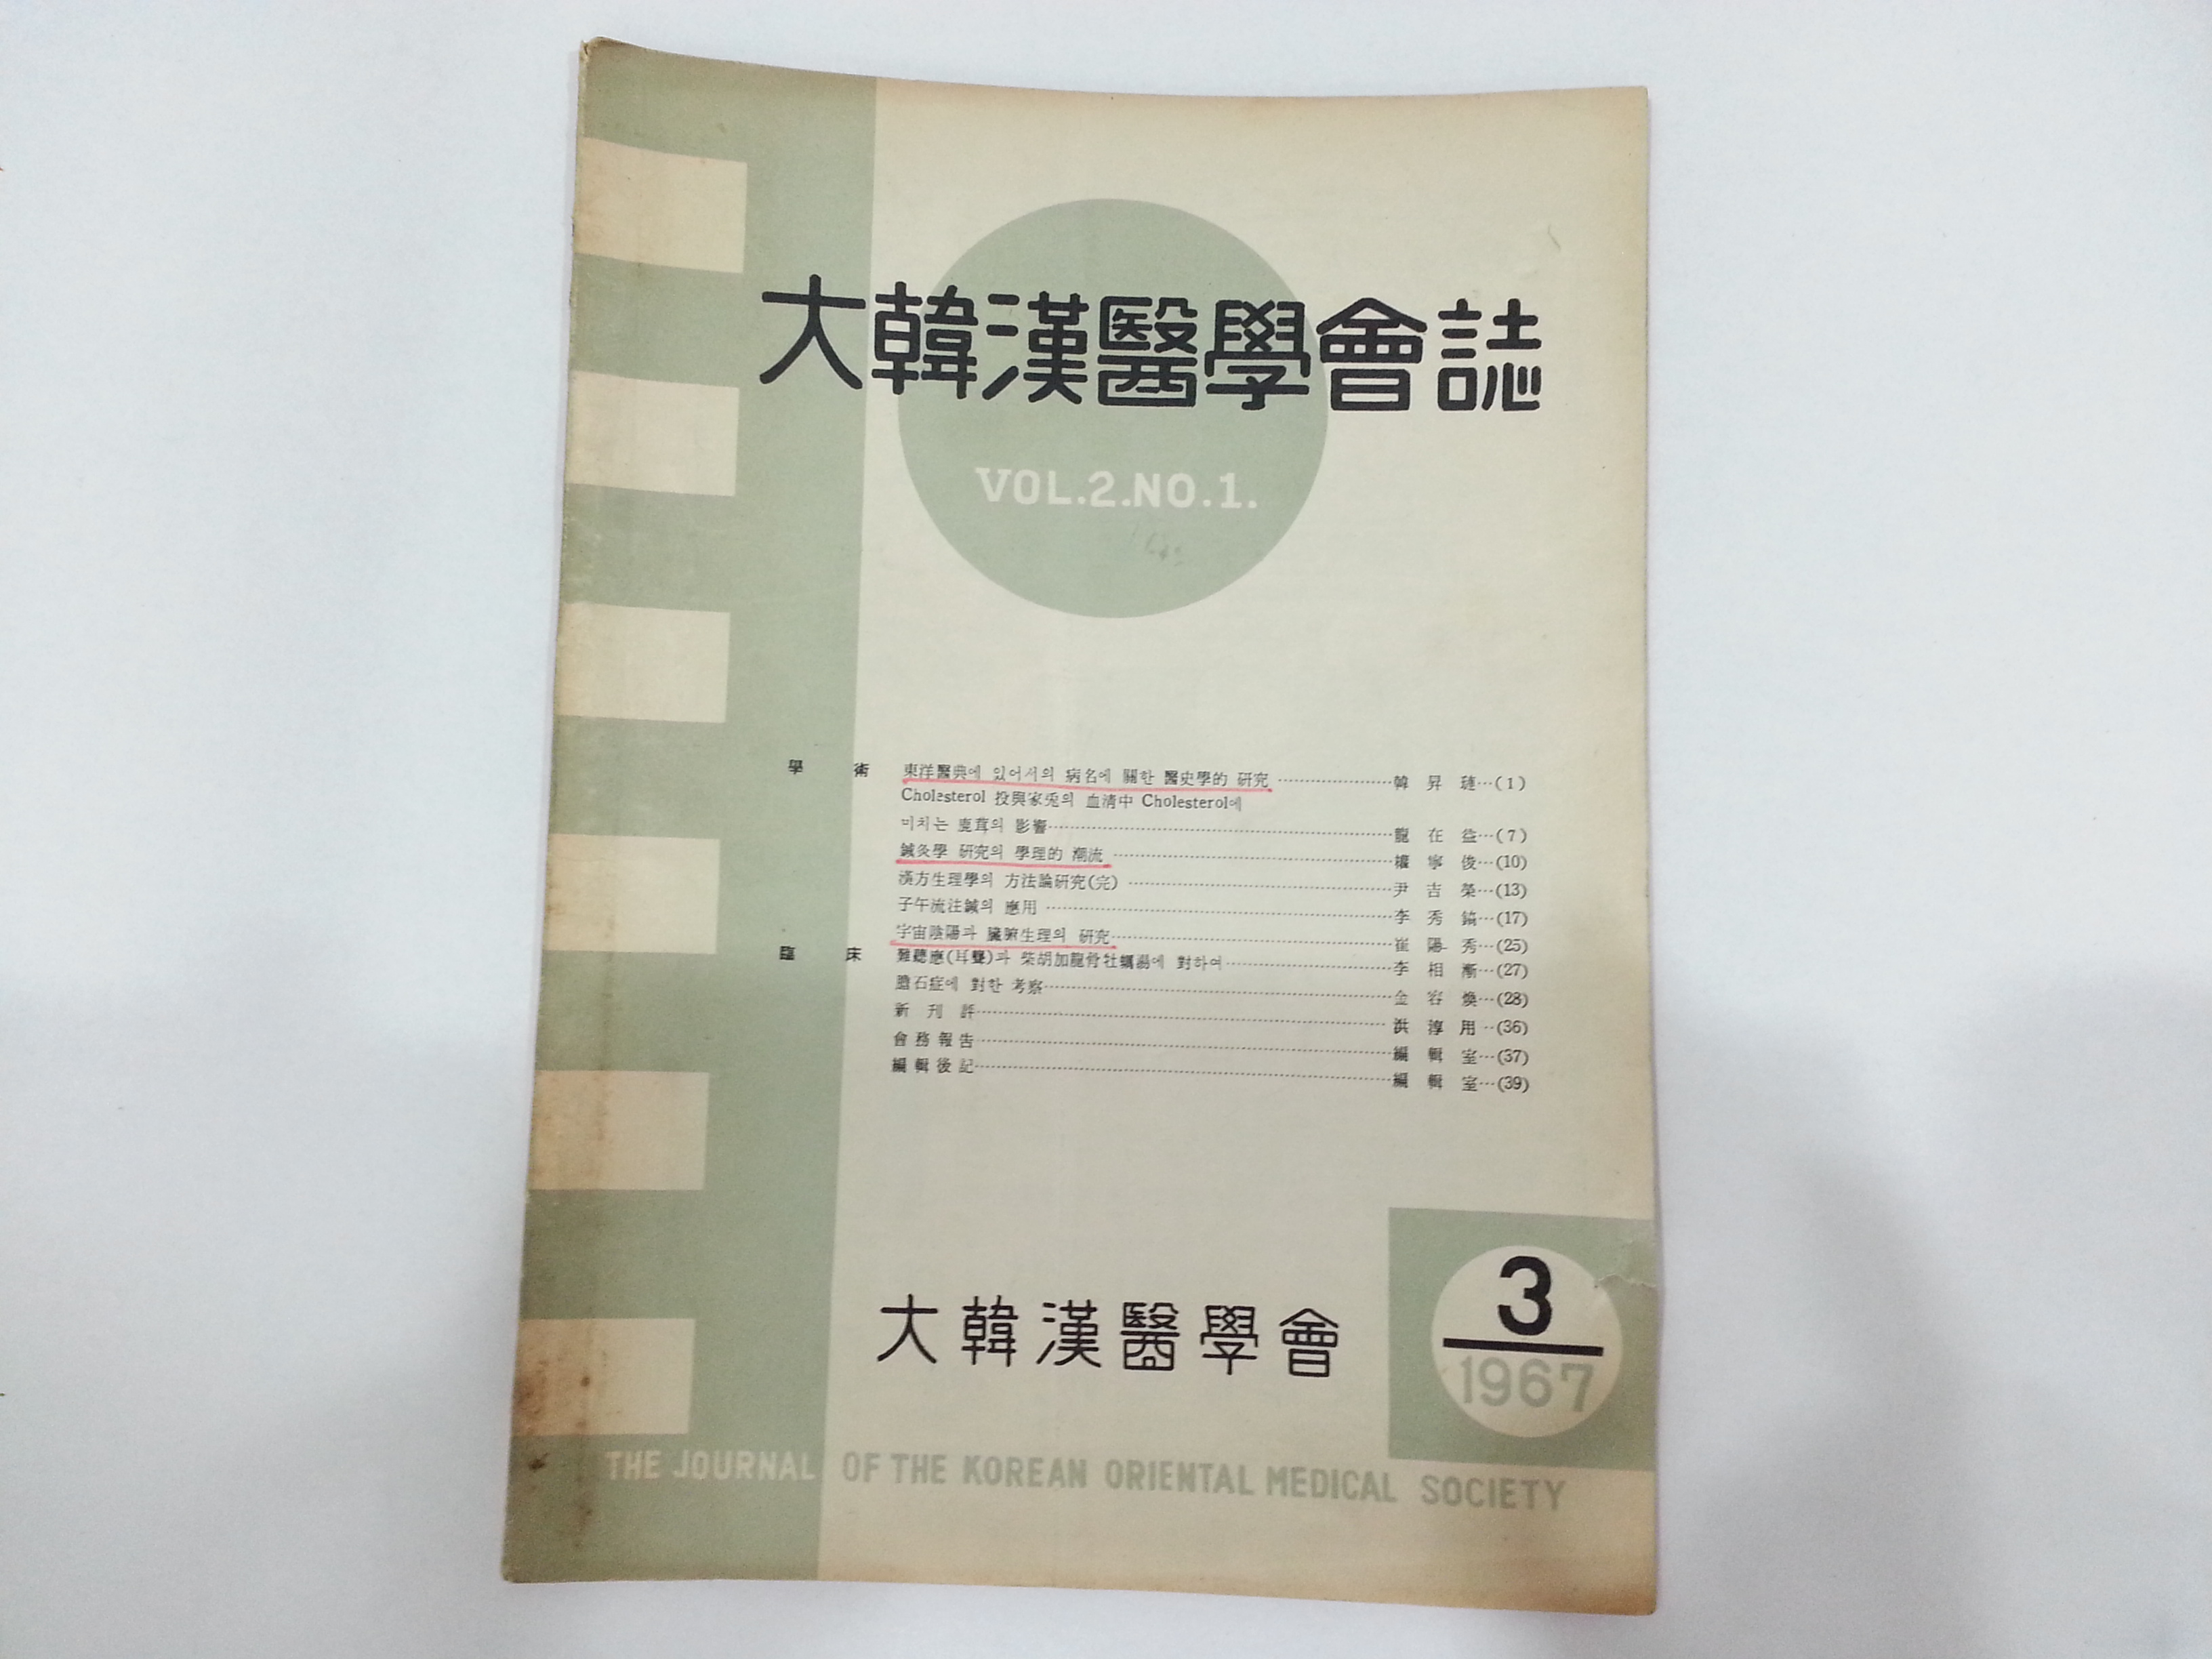 大韓漢醫學會誌
VOL.2.NO.1.
學術 東洋醫典에 있어서의 病名에 關한 醫史學的 研究 韓昇璉 (1)
Cholesterol 投與家兎의 血清中 Cholesterol에
미치는 鹿茸의 影響 龍在益 (7)
鍼灸學 研究의 學理的 潮流 權寧俊 (10)
漢方生理學의 方法論研究(完) 尹吉榮 (13)
子午流注鍼의 應用 李秀鎬 (17)
宇宙陰陽과 臟腑生理의 研究 崔陽秀 (25)
臨床 難聽應(耳聾)과 柴胡加龍骨牡蠣湯에 對하여 李相漸 (27)
膽石症에 對한 考察 金容煥 (28)
新刊評 洪淳用 (36)
會務報告 編輯室 (37)
編輯後記 編輯室 (39)
大韓漢醫學會
3
1967
THE JOURNAL OF THE KOREAN ORIENTAL MEDICAL SOCIETY